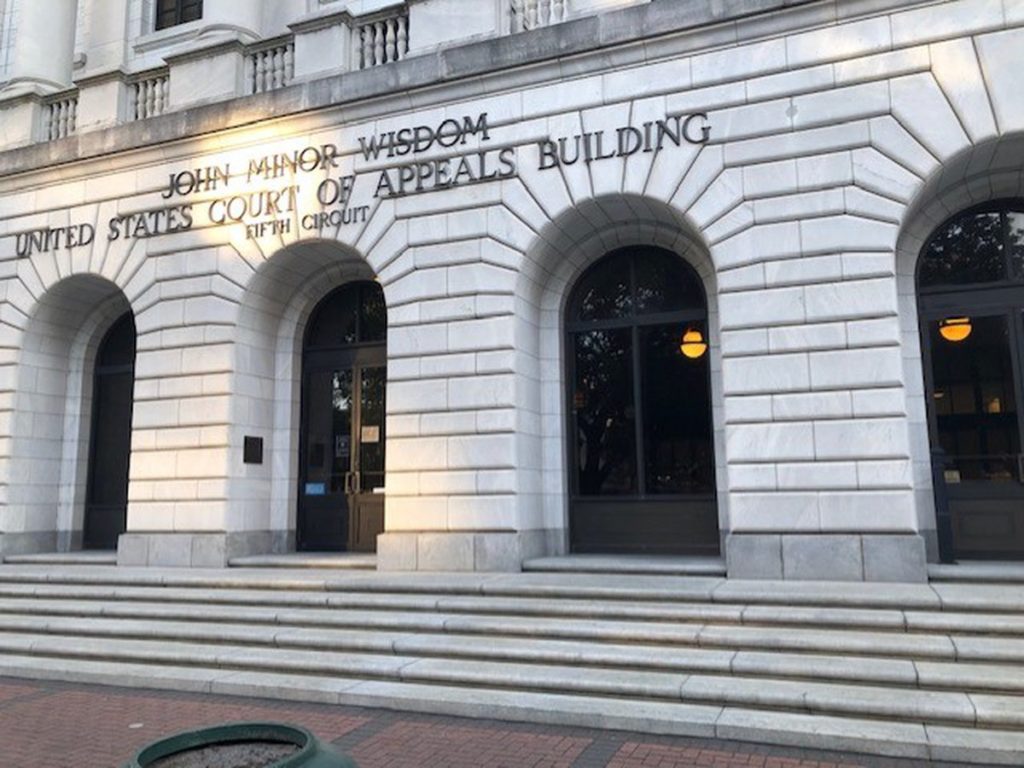 JOHN MINOR WISDOM
UNITED STATES COURT OF APPEALS BUILDING
FIFTH CIRCUIT